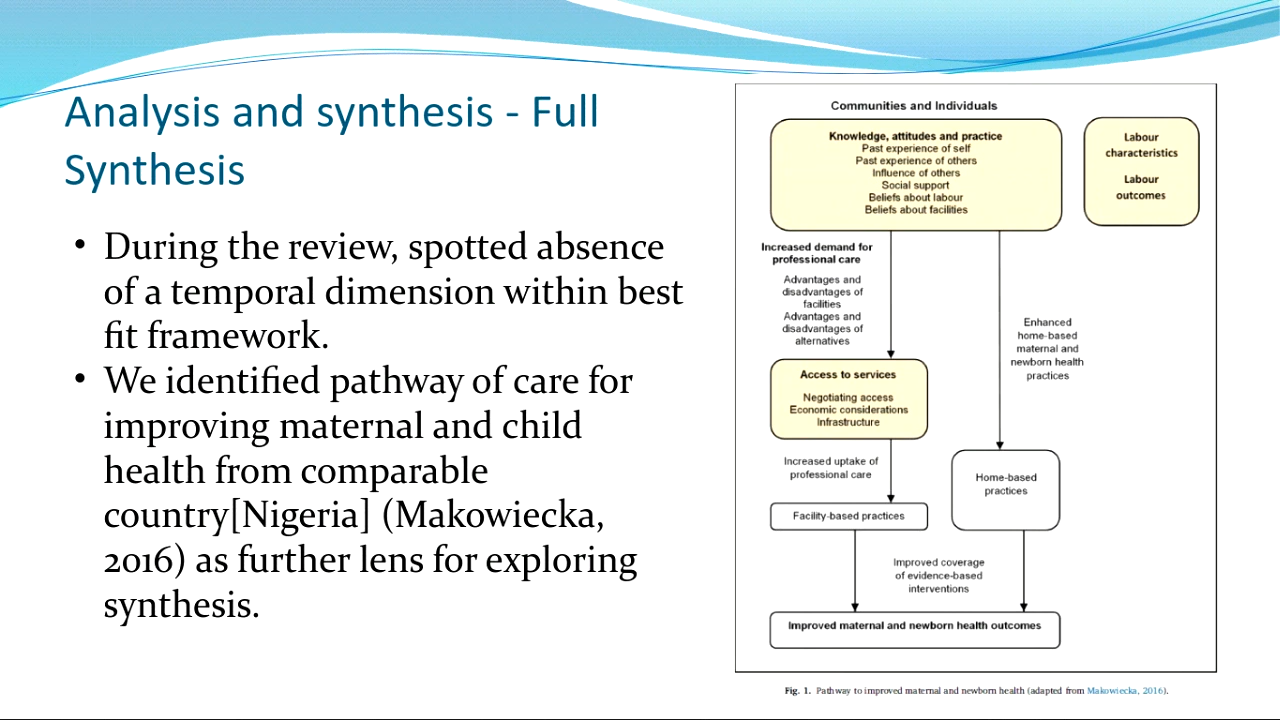 Analysis and synthesis - Full
Synthesis
• During the review, spotted absence
of a temporal dimension within best
fit framework.
• We identified pathway of care for
improving maternal and child
health from comparable
country[Nigeria] (Makowiecka,
2016) as further lens for exploring
synthesis.
Communities and Individuals
Knowledge, attitudes and practice
Past experience of self
Past experience of others
Influence of others
Social support
Beliefs about labour
Beliefs about facilities
Labour
characteristics
Labour
outcomes
Increased demand for
professional care
Advantages and
disadvantages of
facilities
Advantages and
disadvantages of
alternatives
Enhanced
home-based
maternal and
newborn health
practices
Access to services
Negotiating access
Economic considerations
Infrastructure
Increased uptake of
professional care
Home-based
practices
Facility-based practices
Improved coverage
of evidence-based
interventions
Improved maternal and newborn health outcomes
Fig. 1. Pathway to improved maternal and newborn health (adapted from Makowiecka, 2016).